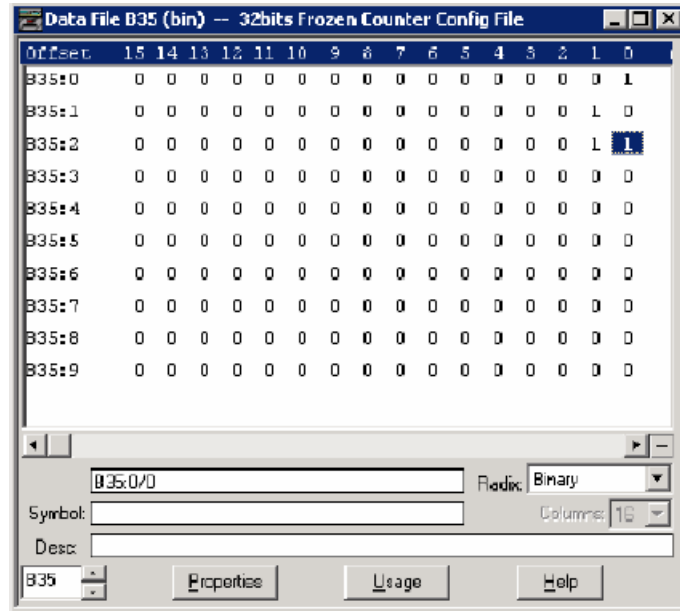 Data File B35 (bin) -- 32bits Frozen Counter Config File
Offset 15 14 13 12 11 10 9 8 7 6 5 4 3 2 1 0
B35:0 0 0 0 0 0 0 0 0 0 0 0 0 0 0 0 1
B35:1 0 0 0 0 0 0 0 0 0 0 0 0 0 0 1 0
B35:2 0 0 0 0 0 0 0 0 0 0 0 0 0 0 1 1
B35:3 0 0 0 0 0 0 0 0 0 0 0 0 0 0 0 0
B35:4 0 0 0 0 0 0 0 0 0 0 0 0 0 0 0 0
B35:5 0 0 0 0 0 0 0 0 0 0 0 0 0 0 0 0
B35:6 0 0 0 0 0 0 0 0 0 0 0 0 0 0 0 0
B35:7 0 0 0 0 0 0 0 0 0 0 0 0 0 0 0 0
B35:8 0 0 0 0 0 0 0 0 0 0 0 0 0 0 0 0
B35:9 0 0 0 0 0 0 0 0 0 0 0 0 0 0 0 0
B35:0/0 Radix: Binary
Symbol: Columns: 16
Desc:
B35 Properties Usage Help